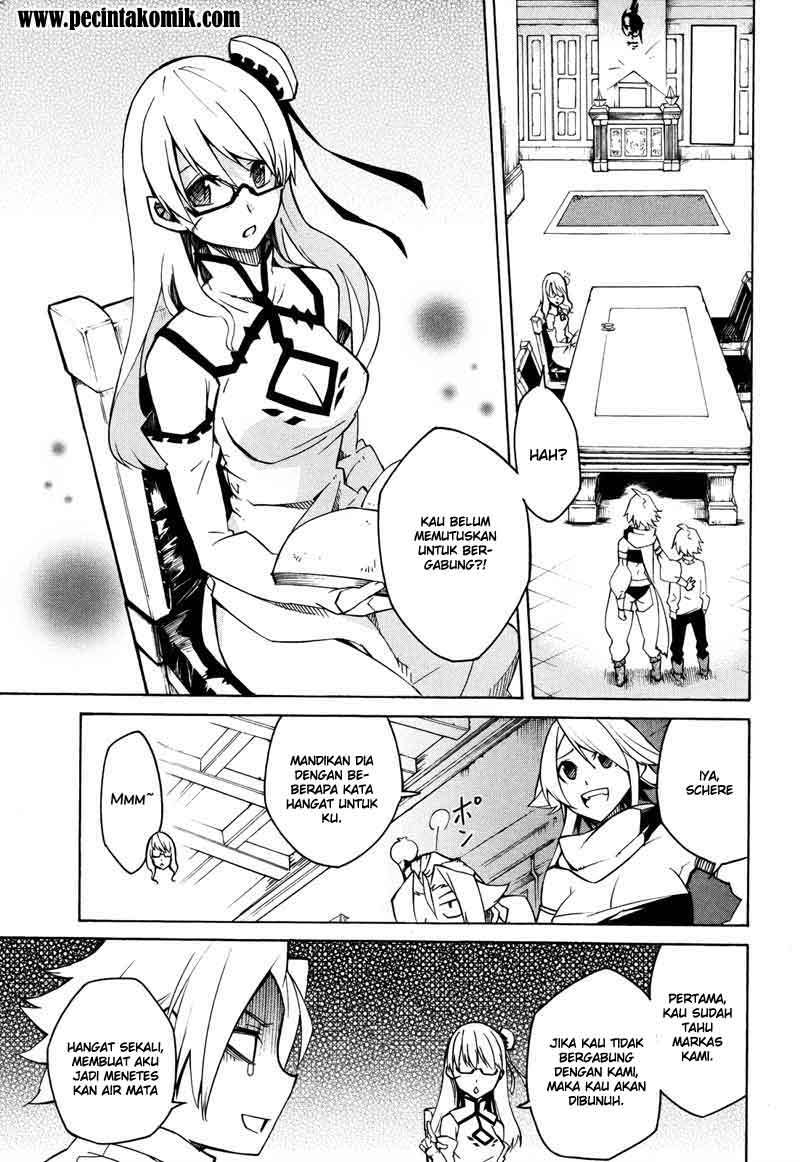 www.pecintakomik.com
HAH?
KAU BELUM
MEMUTUSKAN
UNTUK BER-
GABUNG?!
IYA,
SCHERE
ポン
MANDIKAN DIA
DENGAN BE-
BERAPA KATA
HANGAT UNTUK
KU.
MMM~
PERTAMA,
KAU SUDAH
TAHU
MARKAS
KAMI.
JIKA KAU TIDAK
BERGABUNG
DENGAN KAMI,
MAKA KAU AKAN
DIBUNUH.
HANGAT SEKALI,
MEMBUAT AKU
JADI MENETES
KAN AIR MATA